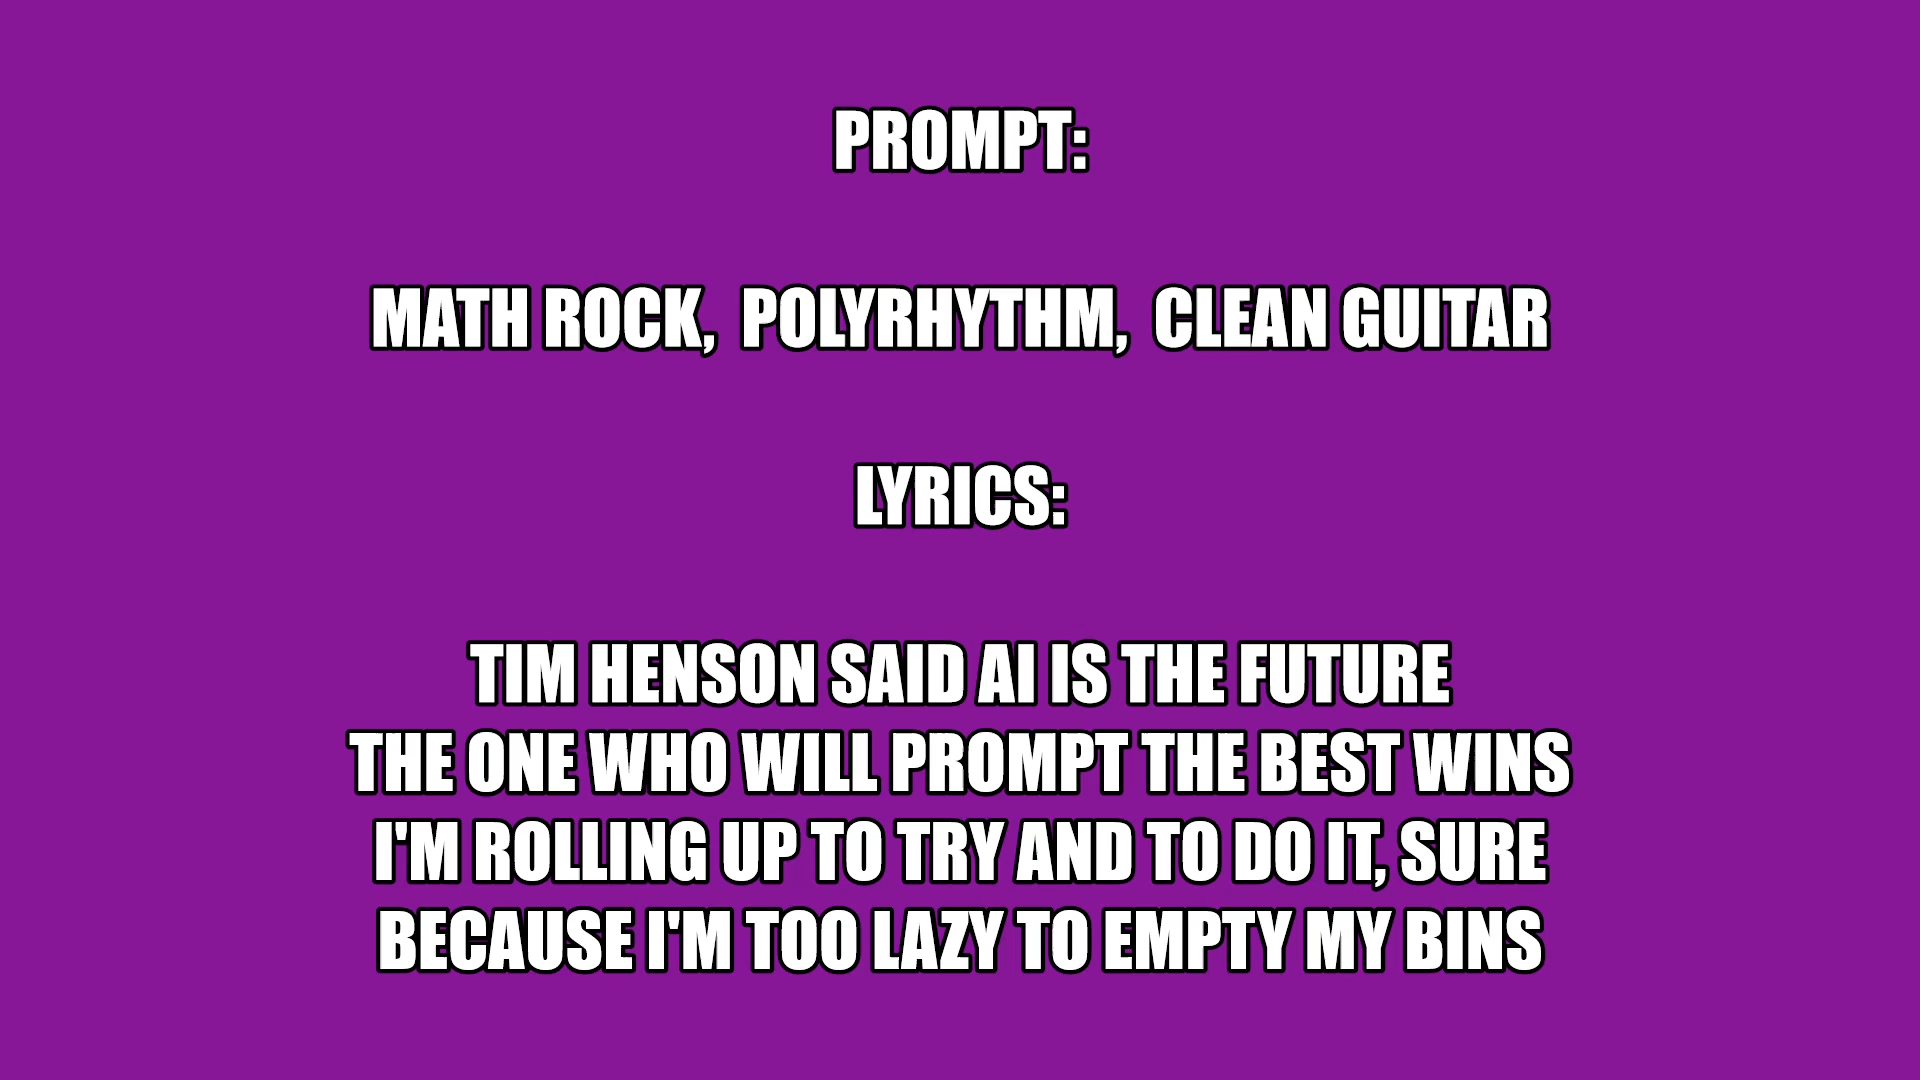 PROMPT:
MATH ROCK, POLYRHYTHM, CLEAN GUITAR
LYRICS:
TIM HENSON SAID AI IS THE FUTURE
THE ONE WHO WILL PROMPT THE BEST WINS
I'M ROLLING UP TO TRY AND TO DO IT, SURE
BECAUSE I'M TOO LAZY TO EMPTY MY BINS